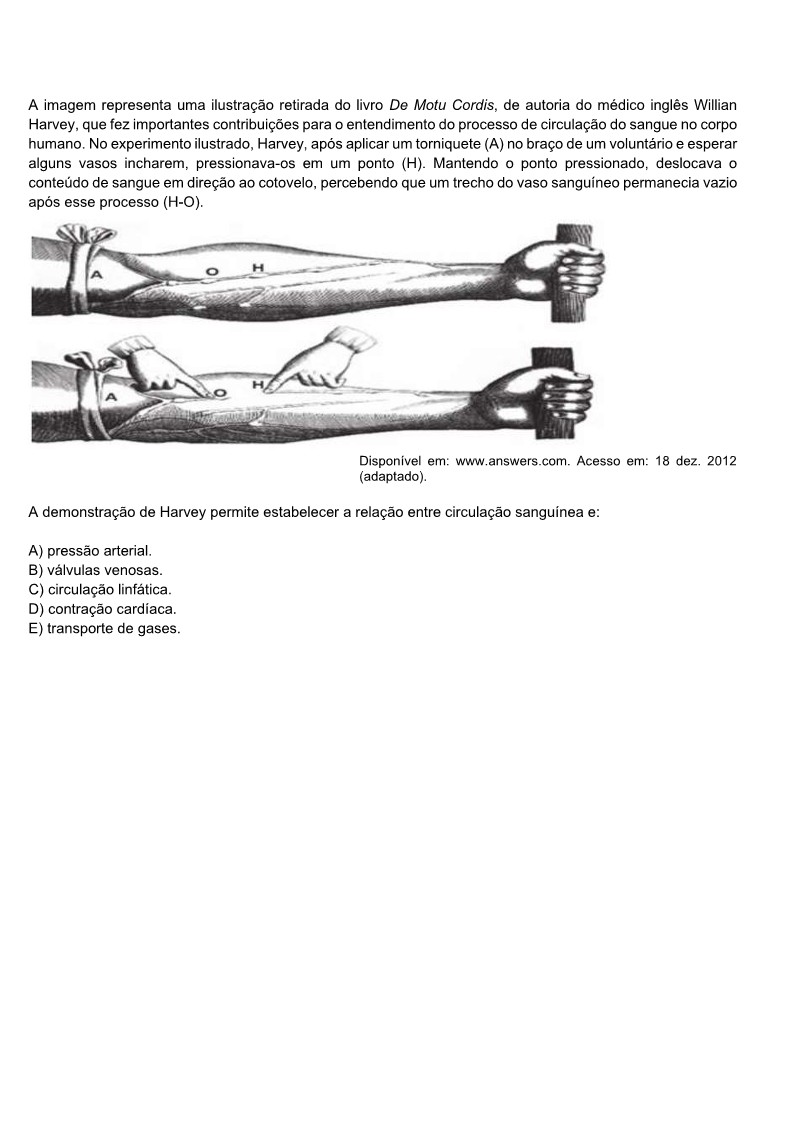 A imagem representa uma ilustração retirada do livro De Motu Cordis, de autoria do médico inglês Willian
Harvey, que fez importantes contribuições para o entendimento do processo de circulação do sangue no corpo
humano. No experimento ilustrado, Harvey, após aplicar um torniquete (A) no braço de um voluntário e esperar
alguns vasos incharem, pressionava-os em um ponto (H). Mantendo o ponto pressionado, deslocava o
conteúdo de sangue em direção ao cotovelo, percebendo que um trecho do vaso sanguíneo permanecia vazio
após esse processo (H-O).
A O H
A O H
Disponível em: www.answers.com. Acesso em: 18 dez. 2012
(adaptado).
A demonstração de Harvey permite estabelecer a relação entre circulação sanguínea e:
A) pressão arterial.
B) válvulas venosas.
C) circulação linfática.
D) contração cardíaca.
E) transporte de gases.